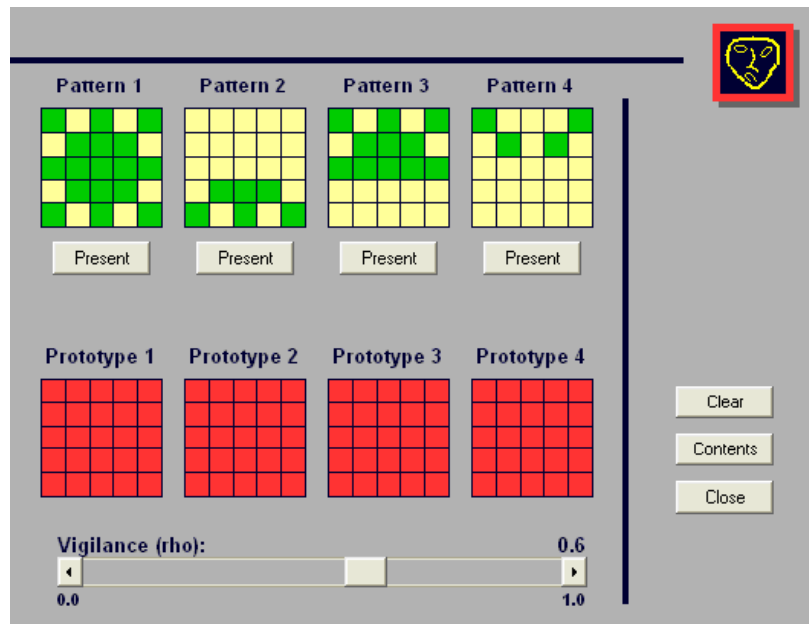 Pattern 1 Pattern 2 Pattern 3 Pattern 4
Present Present Present Present
Prototype 1 Prototype 2 Prototype 3 Prototype 4
Clear
Contents
Close
Vigilance (rho): 0.6
0.0 1.0